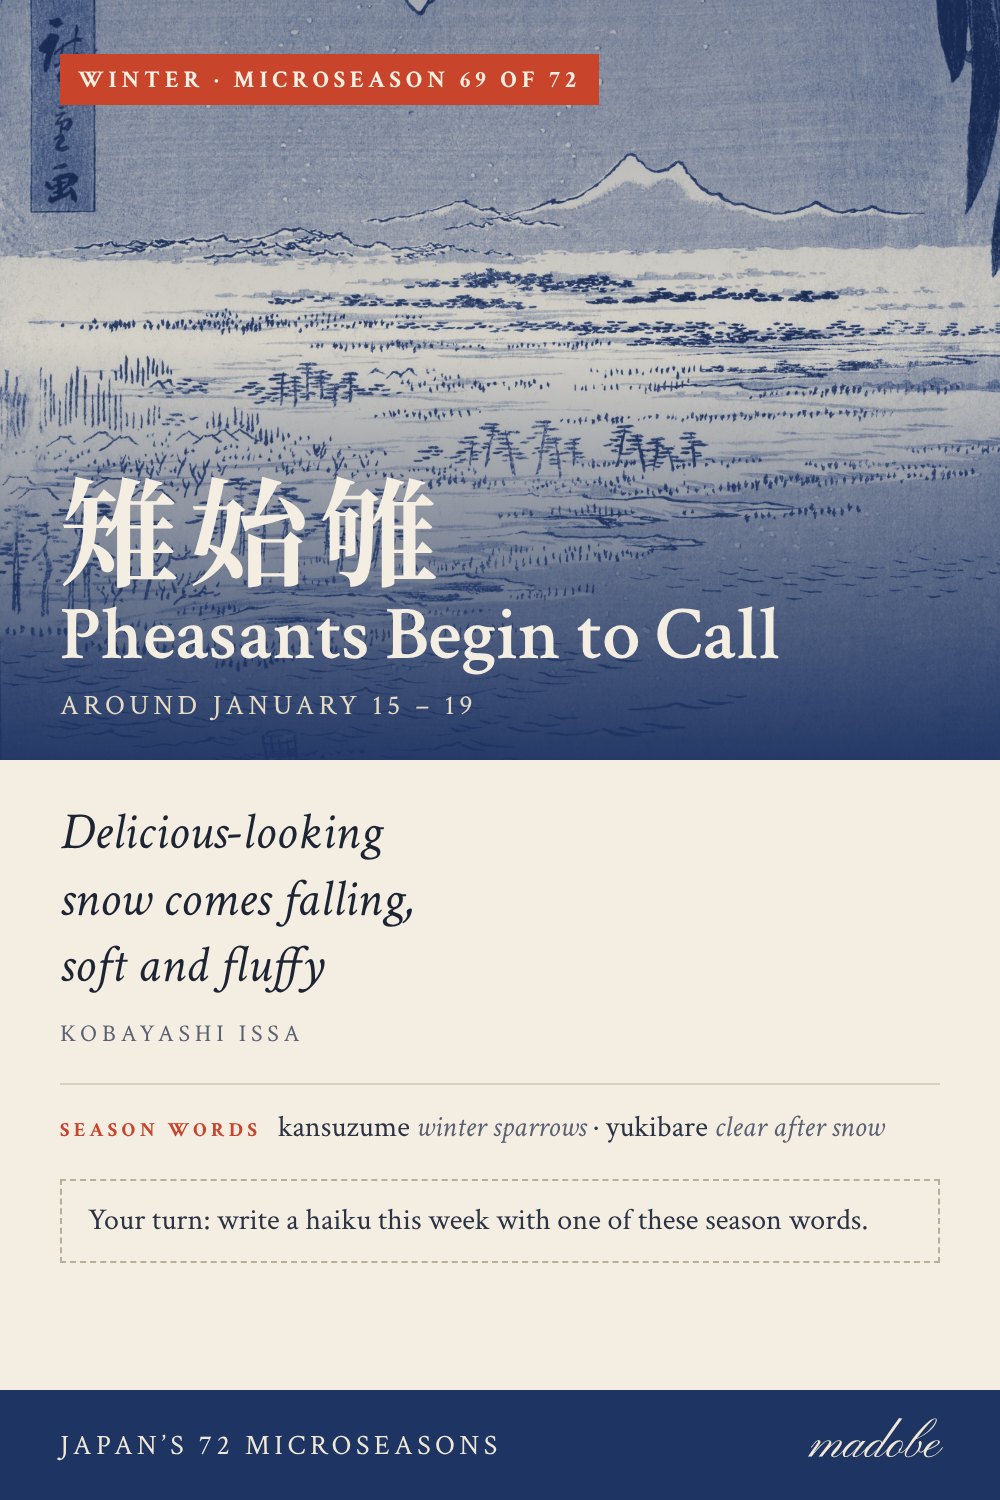 WINTER · MICROSEASON 69 OF 72
雉始雊
Pheasants Begin to Call
AROUND JANUARY 15 – 19
Delicious-looking
snow comes falling,
soft and fluffy
KOBAYASHI ISSA
SEASON WORDS kansuzume winter sparrows · yukibare clear after snow
Your turn: write a haiku this week with one of these season words.
JAPAN’S 72 MICROSEASONS
madobe